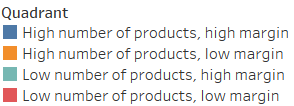 Quadrant
High number of products, high margin
High number of products, low margin
Low number of products, high margin
Low number of products, low margin